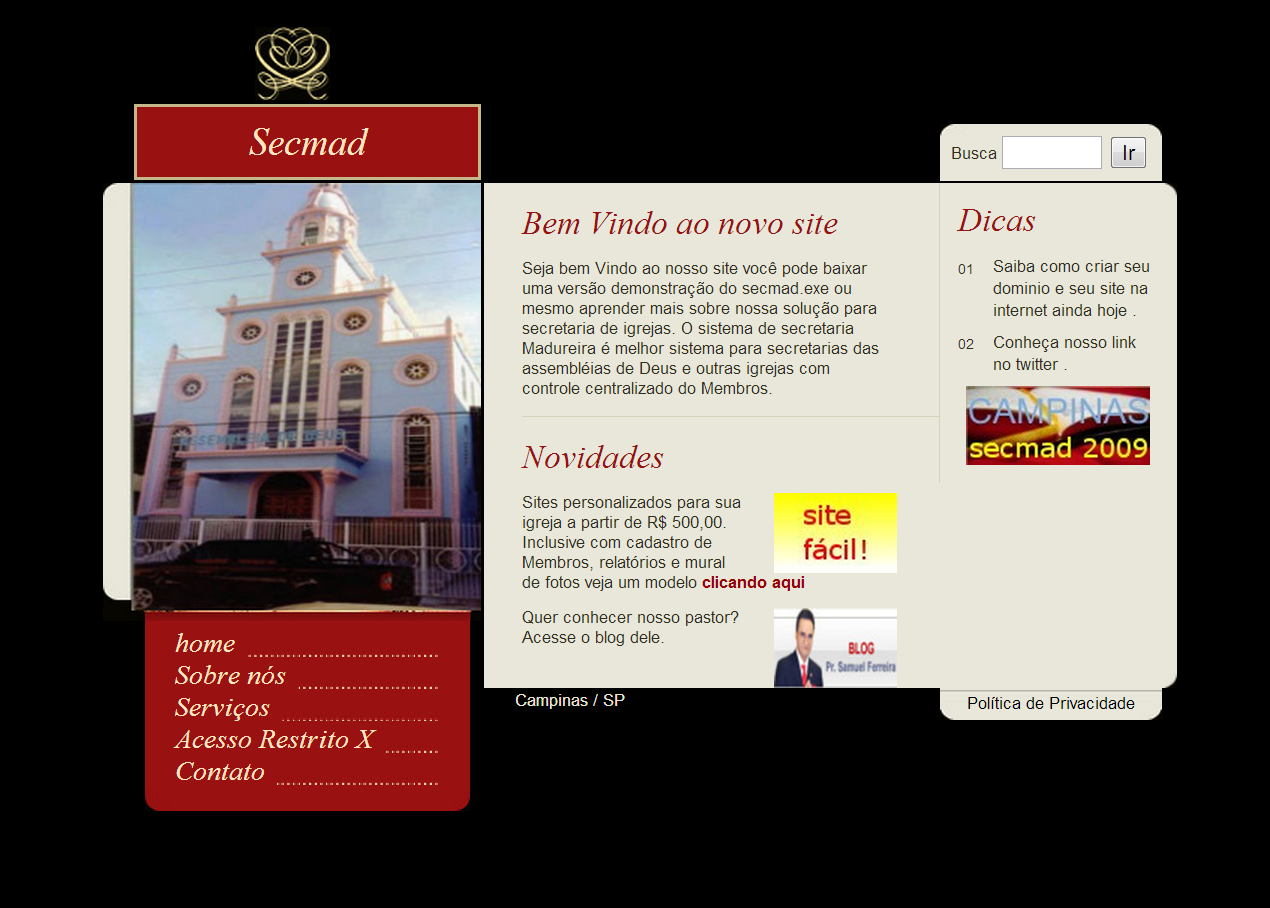 Secmad
Busca
Ir
ASSEMBLEIA DE DEUS
home
Sobre nós
Serviços
Acesso Restrito X
Contato
Bem Vindo ao novo site
Seja bem Vindo ao nosso site você pode baixar
uma versão demonstração do secmad.exe ou
mesmo aprender mais sobre nossa solução para
secretaria de igrejas. O sistema de secretaria
Madureira é melhor sistema para secretarias das
assembléias de Deus e outras igrejas com
controle centralizado do Membros.
Novidades
Sites personalizados para sua
igreja a partir de R$ 500,00.
Inclusive com cadastro de
Membros, relatórios e mural
de fotos veja um modelo clicando aqui
site
fácil!
Quer conhecer nosso pastor?
Acesse o blog dele.
BLOG
Pr. Samuel Ferreira
Campinas / SP
Dicas
01 Saiba como criar seu
dominio e seu site na
internet ainda hoje .
02 Conheça nosso link
no twitter .
CAMPINAS
secmad 2009
Política de Privacidade